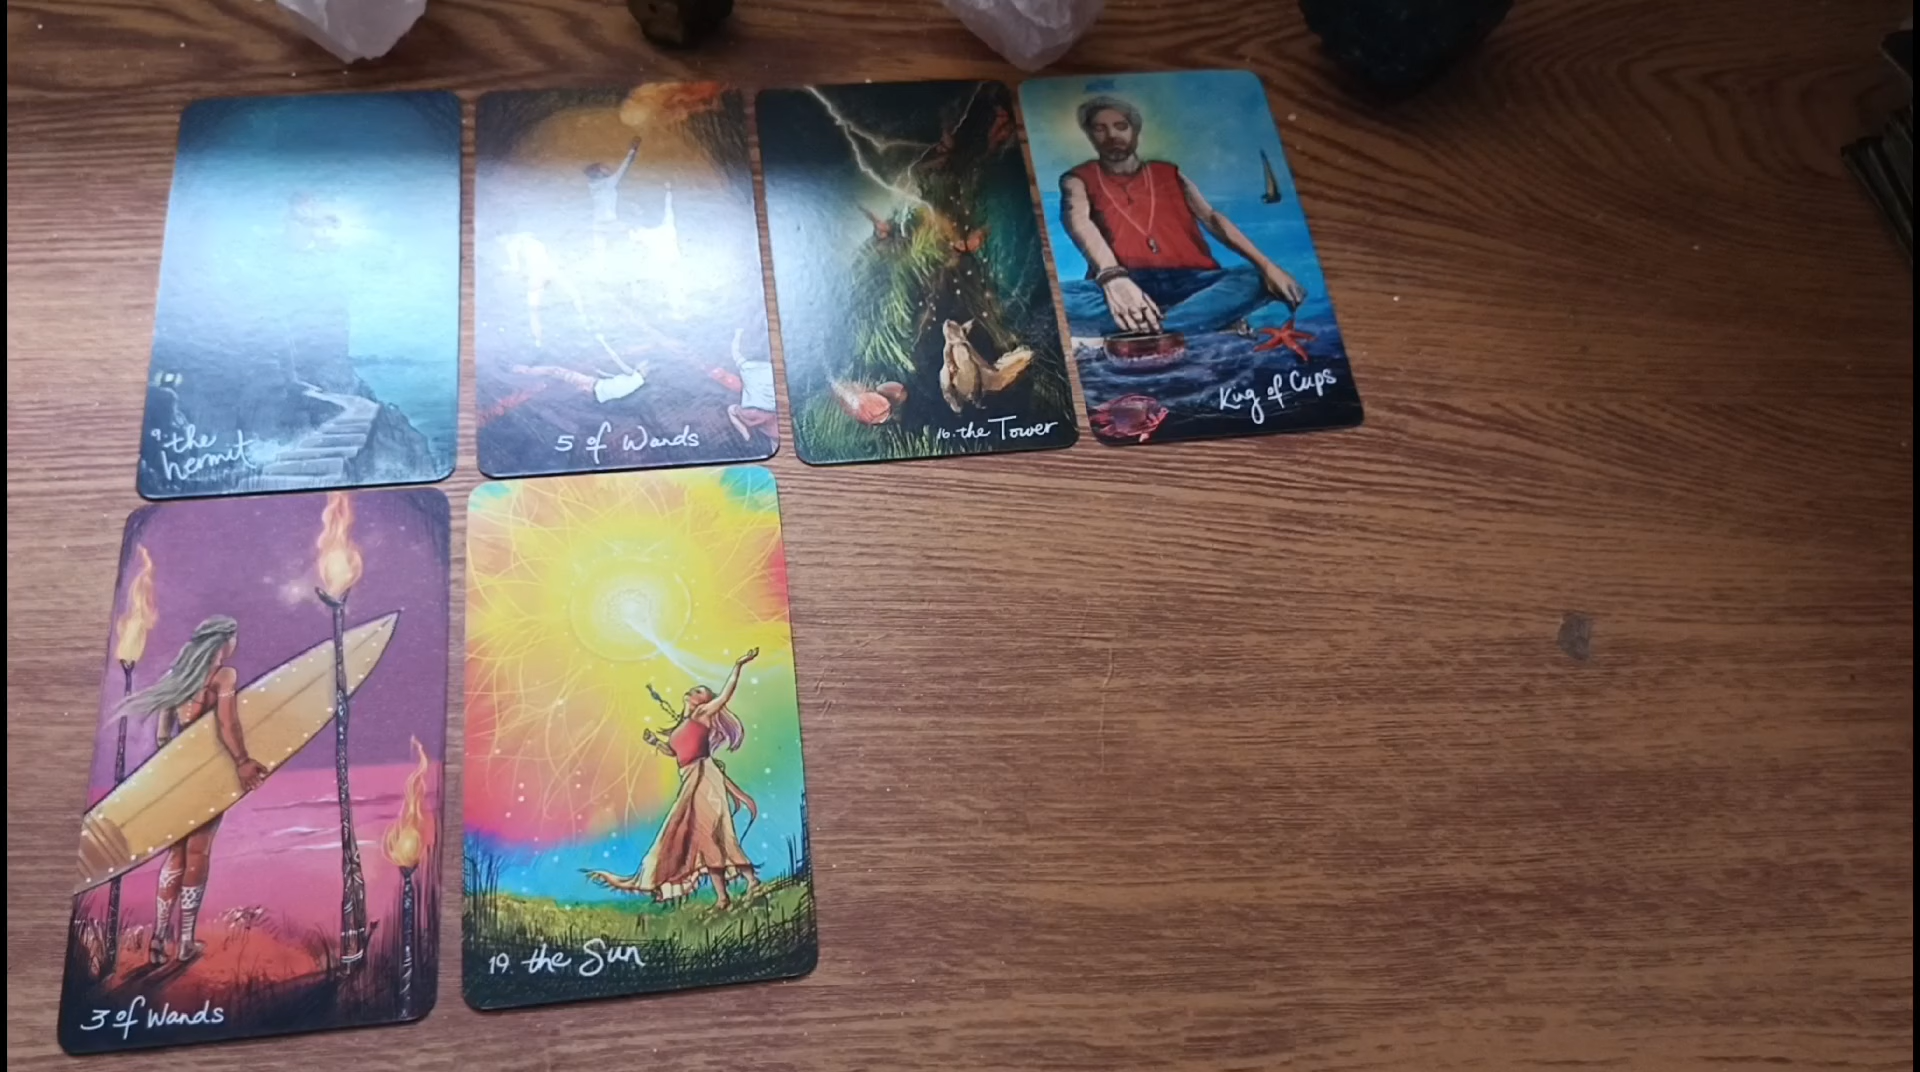 9. the
hermit
5 of Wands
16. the Tower
King of Cups
3 of Wands
19. the Sun